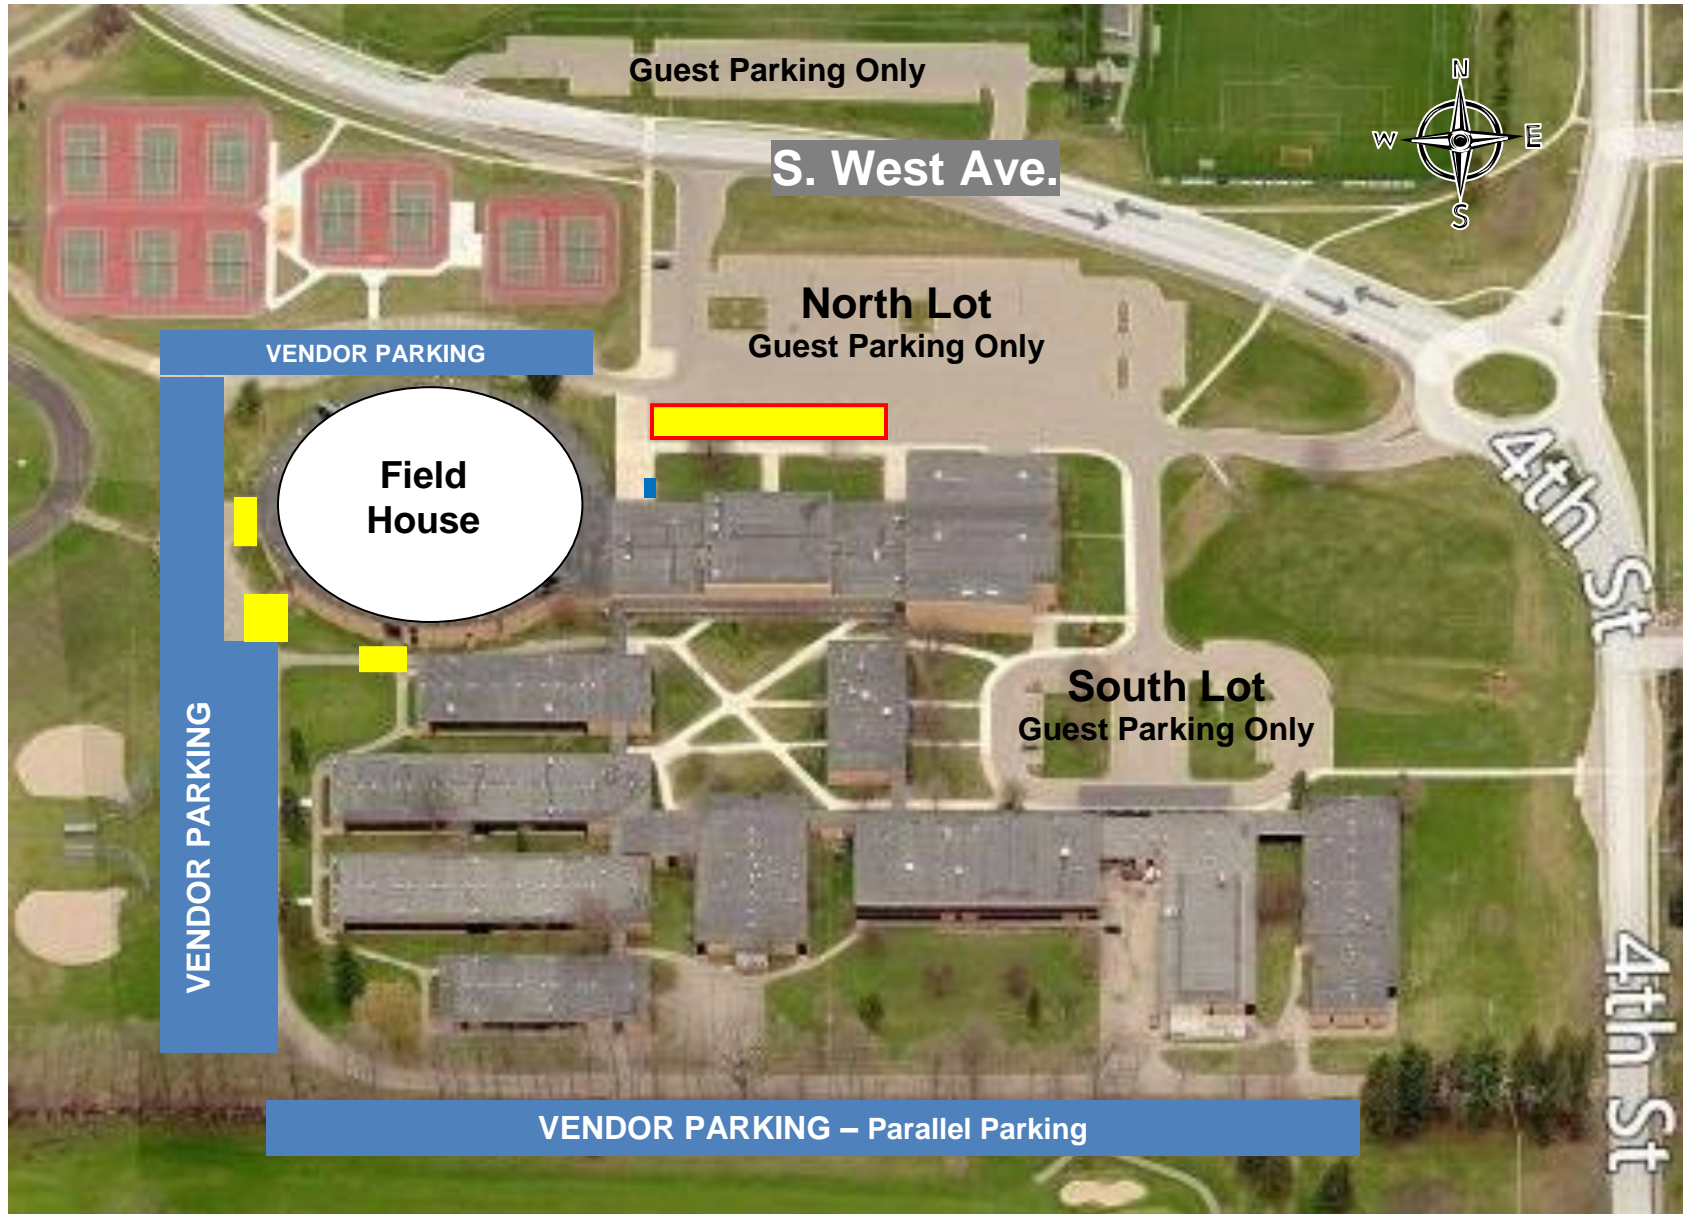 Guest Parking Only
N
W
E
S
S. West Ave.
North Lot
Guest Parking Only
VENDOR PARKING
Field
House
4th St
South Lot
Guest Parking Only
VENDOR PARKING
4th St
VENDOR PARKING – Parallel Parking